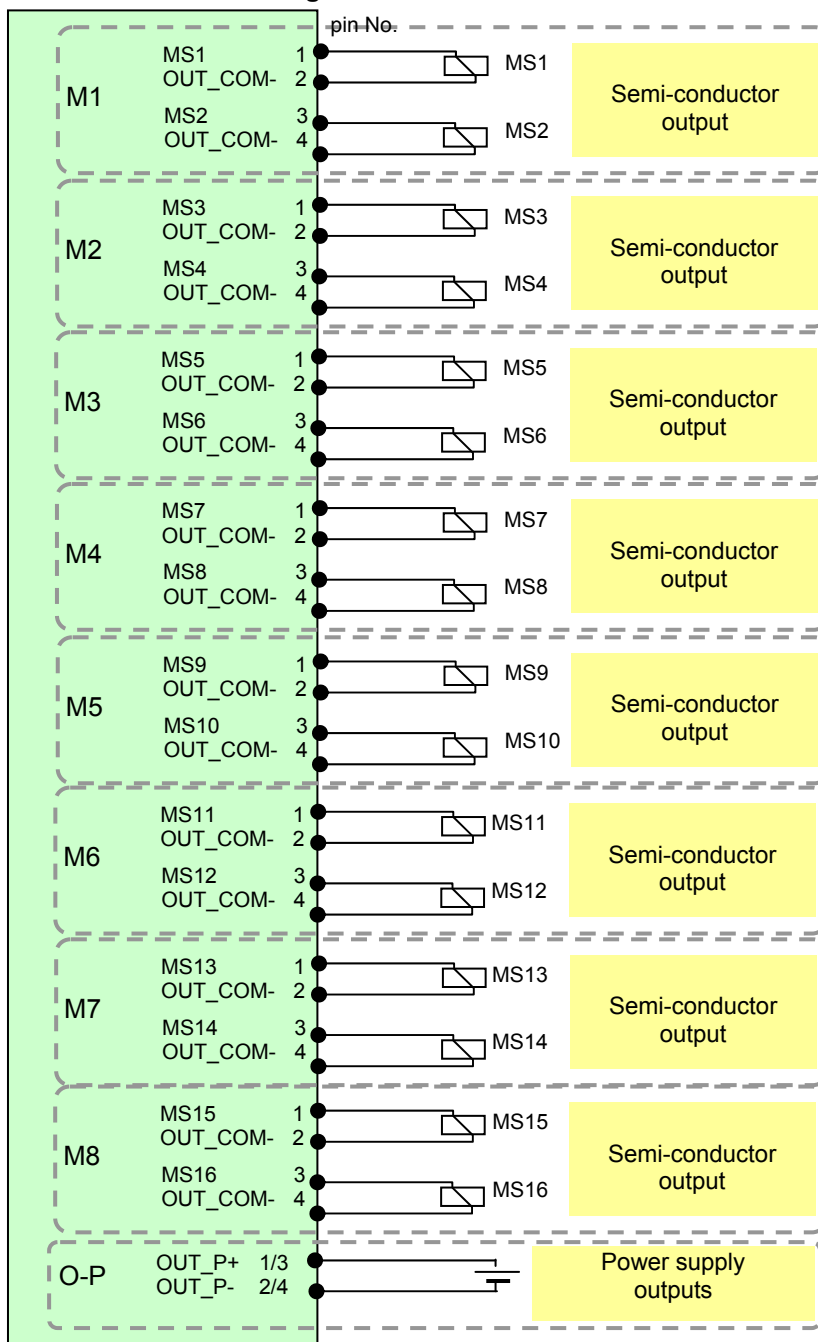 pin No.
M1
MS1 1
OUT_COM- 2
MS2 3
OUT_COM- 4
MS1
MS2
Semi-conductor
output
M2
MS3 1
OUT_COM- 2
MS4 3
OUT_COM- 4
MS3
MS4
Semi-conductor
output
M3
MS5 1
OUT_COM- 2
MS6 3
OUT_COM- 4
MS5
MS6
Semi-conductor
output
M4
MS7 1
OUT_COM- 2
MS8 3
OUT_COM- 4
MS7
MS8
Semi-conductor
output
M5
MS9 1
OUT_COM- 2
MS10 3
OUT_COM- 4
MS9
MS10
Semi-conductor
output
M6
MS11 1
OUT_COM- 2
MS12 3
OUT_COM- 4
MS11
MS12
Semi-conductor
output
M7
MS13 1
OUT_COM- 2
MS14 3
OUT_COM- 4
MS13
MS14
Semi-conductor
output
M8
MS15 1
OUT_COM- 2
MS16 3
OUT_COM- 4
MS15
MS16
Semi-conductor
output
O-P
OUT_P+ 1/3
OUT_P- 2/4
Power supply
outputs